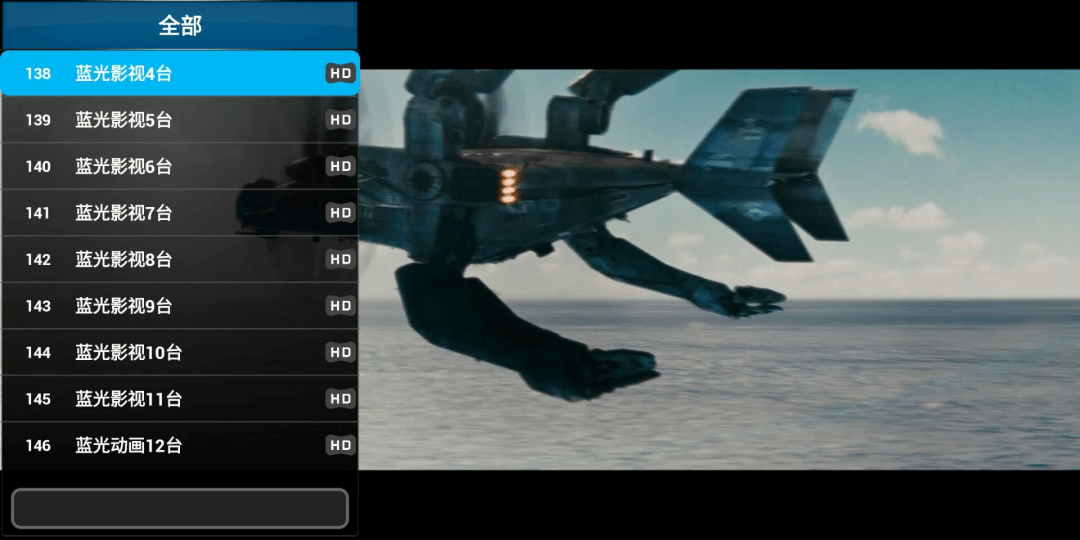 全部
138 蓝光影视4台 HD
139 蓝光影视5台 HD
140 蓝光影视6台 HD
141 蓝光影视7台 HD
142 蓝光影视8台 HD
143 蓝光影视9台 HD
144 蓝光影视10台 HD
145 蓝光影视11台 HD
146 蓝光动画12台 HD